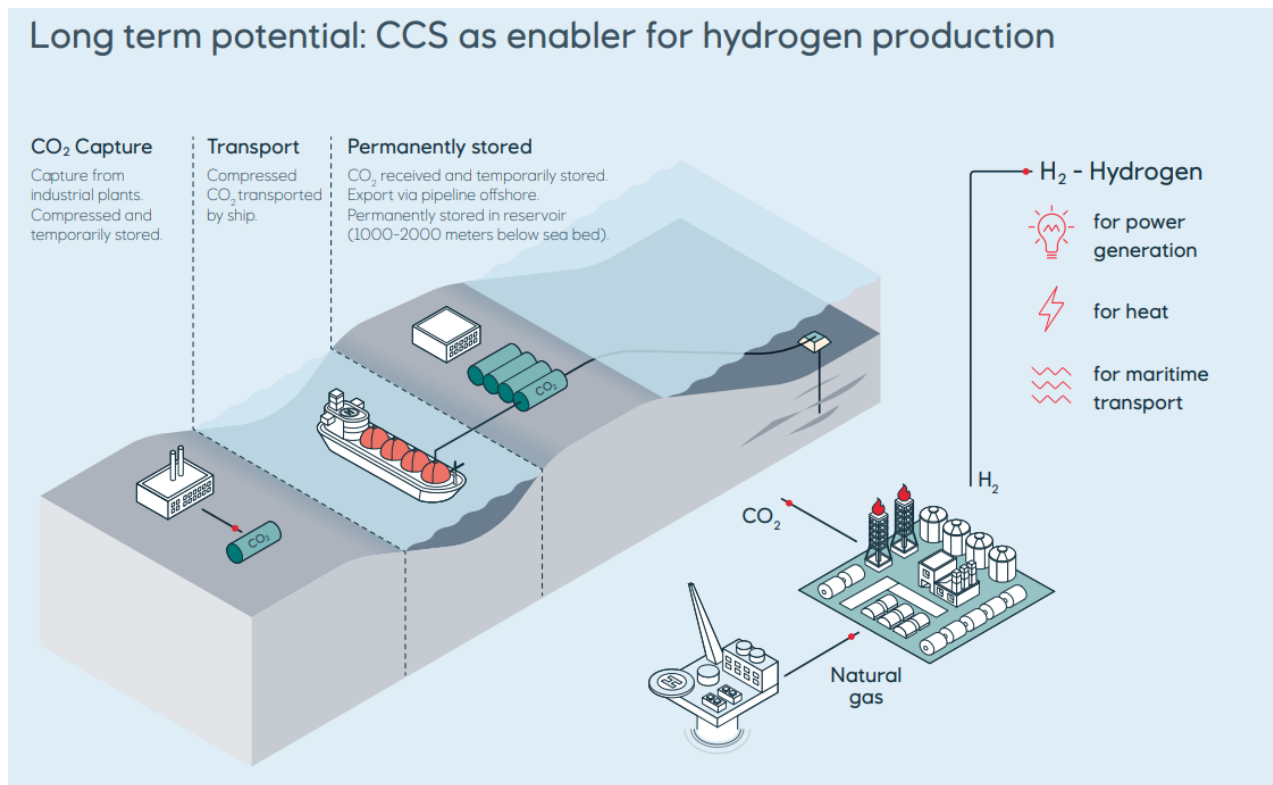 Long term potential: CCS as enabler for hydrogen production
CO₂ Capture
Capture from
industrial plants.
Compressed and
temporarily stored.
Transport
Compressed
CO₂ transported
by ship.
Permanently stored
CO₂ received and temporarily stored.
Export via pipeline offshore.
Permanently stored in reservoir
(1000-2000 meters below sea bed).
H₂ - Hydrogen
for power
generation
for heat
for maritime
transport
CO₂
CO₂
H₂
CO₂
Natural
gas
H